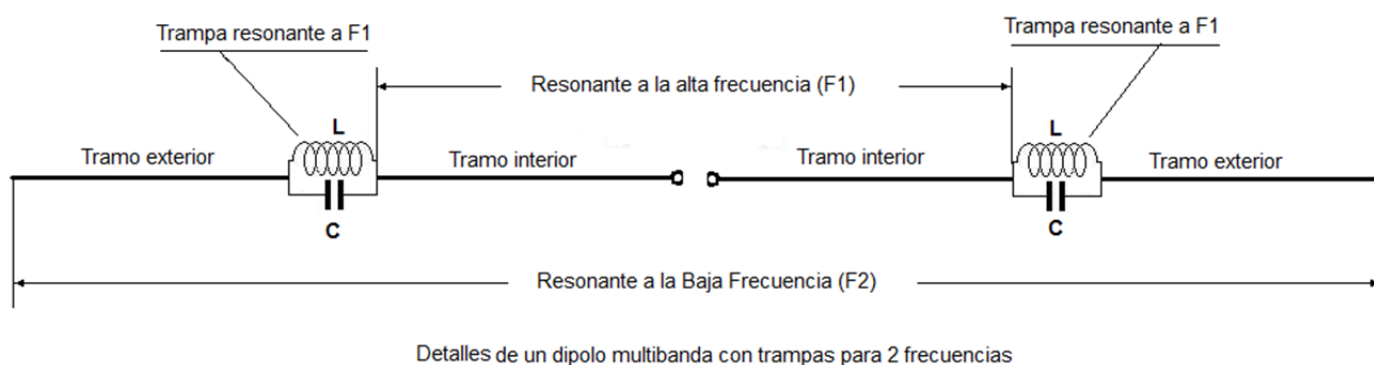 Trampa resonante a F1
Trampa resonante a F1
Resonante a la alta frecuencia (F1)
L
L
Tramo exterior
Tramo interior
Tramo interior
Tramo exterior
C
C
Resonante a la Baja Frecuencia (F2)
Detalles de un dipolo multibanda con trampas para 2 frecuencias